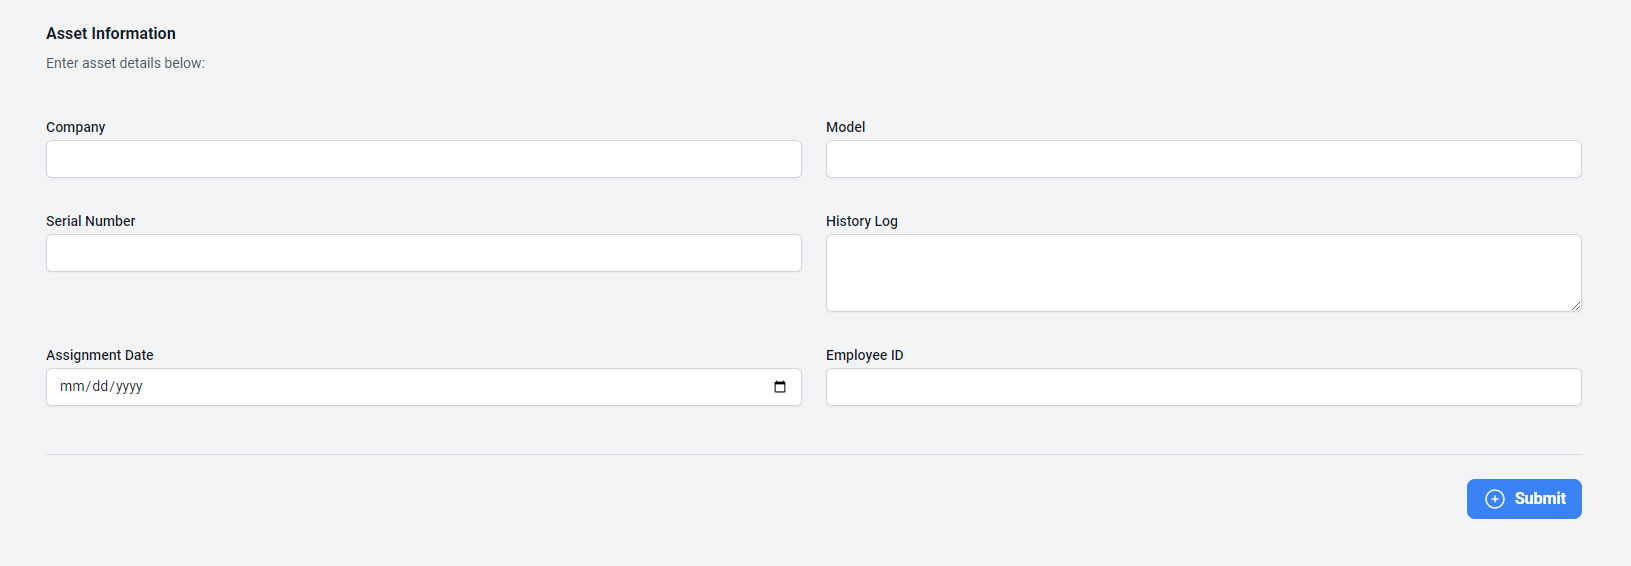 Asset Information
Enter asset details below:
Company
Model
Serial Number
History Log
Assignment Date
mm/dd/yyyy
Employee ID
Submit